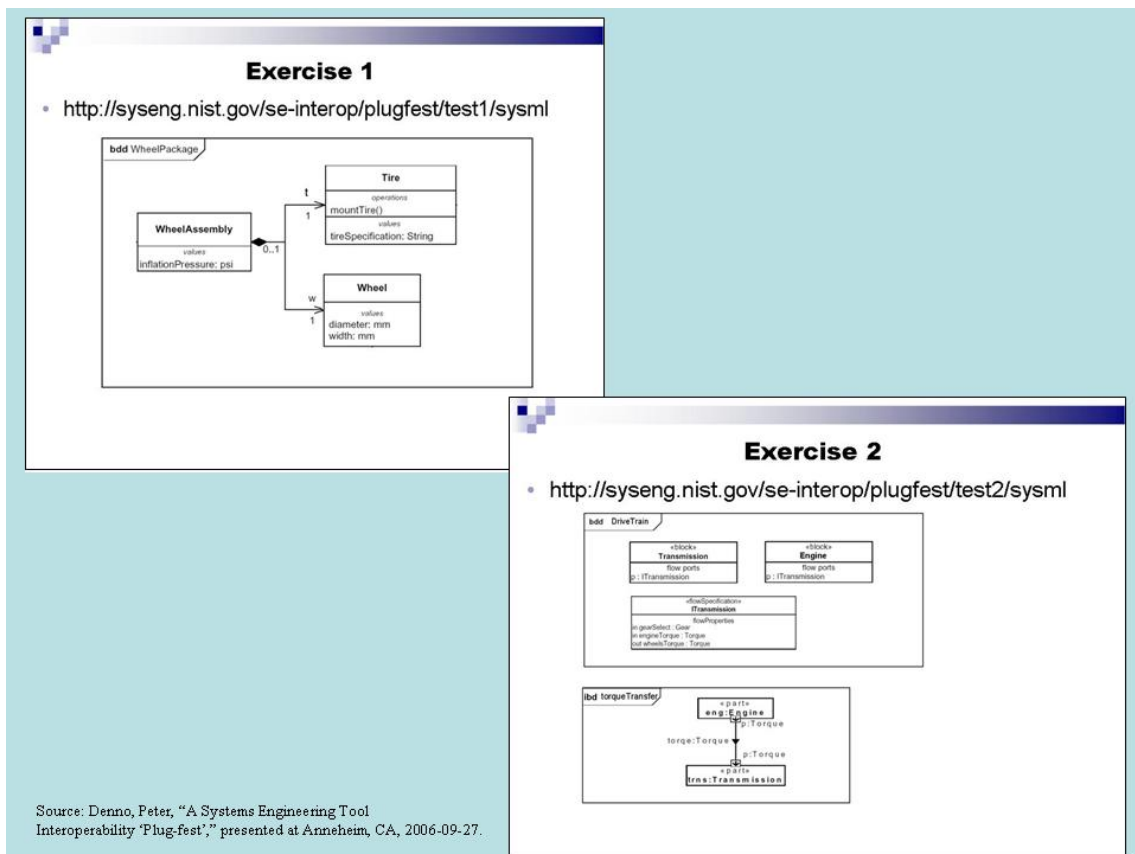 Exercise 1
• http://syseng.nist.gov/se-interop/plugfest/test1/sysml
bdd WheelPackage
WheelAssembly
values
inflationPressure: psi
0..1
t
1
Tire
operations
mountTire()
values
tireSpecification: String
w
1
Wheel
values
diameter: mm
width: mm
Exercise 2
• http://syseng.nist.gov/se-interop/plugfest/test2/sysml
bdd DriveTrain
«block»
Transmission
flow ports
p : ITransmission
«block»
Engine
flow ports
p : ITransmission
«flowSpecification»
ITransmission
flowProperties
in gearSelect : Gear
in engineTorque : Torque
out wheelsTorque : Torque
ibd torqueTransfer
«part»
eng:Engine
p:Torque
torqe:Torque
p:Torque
«part»
trns:Transmission
Source: Denno, Peter, “A Systems Engineering Tool
Interoperability ‘Plug-fest’,” presented at Anneheim, CA, 2006-09-27.